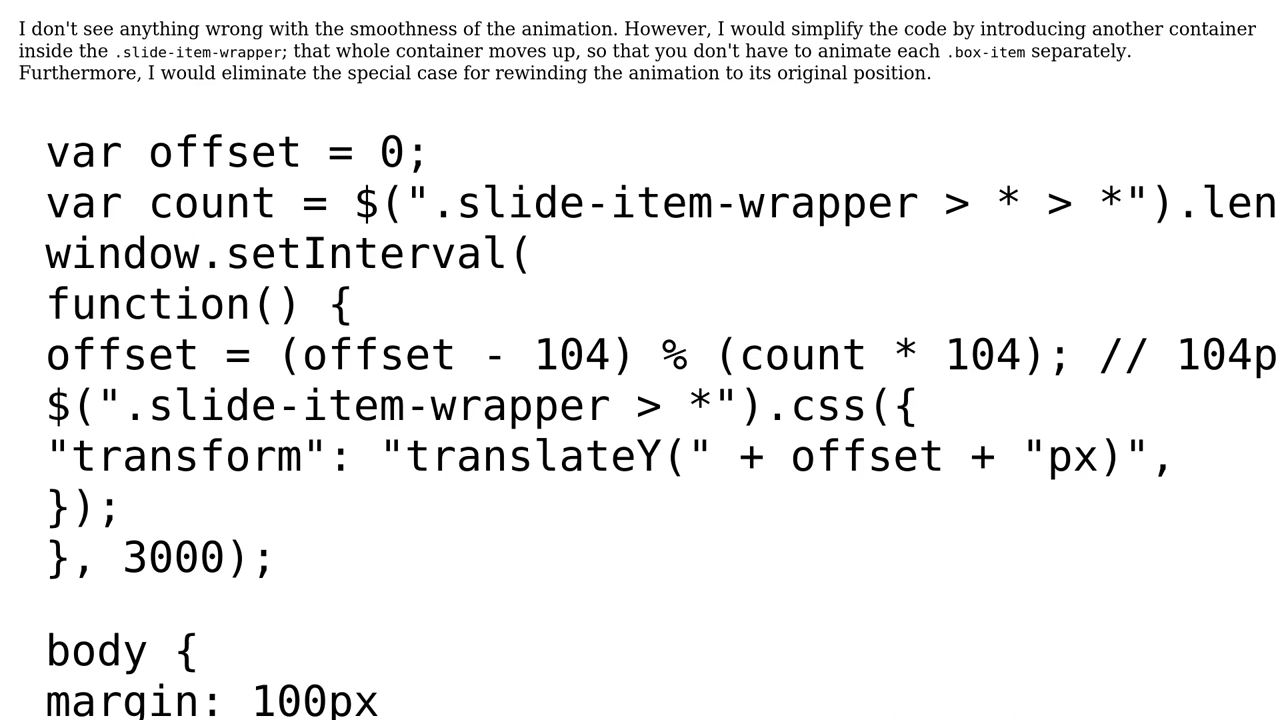 I don't see anything wrong with the smoothness of the animation. However, I would simplify the code by introducing another container
inside the .slide-item-wrapper; that whole container moves up, so that you don't have to animate each .box-item separately.
Furthermore, I would eliminate the special case for rewinding the animation to its original position.
var offset = 0;
var count = $(".slide-item-wrapper > * > *").len
window.setInterval(
function() {
offset = (offset - 104) % (count * 104); // 104p
$(".slide-item-wrapper > *").css({
"transform": "translateY(" + offset + "px)",
});
}, 3000);
body {
margin: 100px